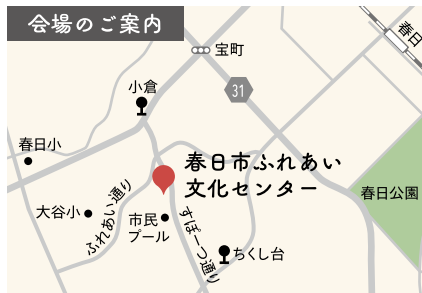 会場のご案内
宝町
春日
31
小倉
春日小
春日市ふれあい
文化センター
春日公園
大谷小
ふれあい通り
市民
プール
すぽーつ通り
ちくし台